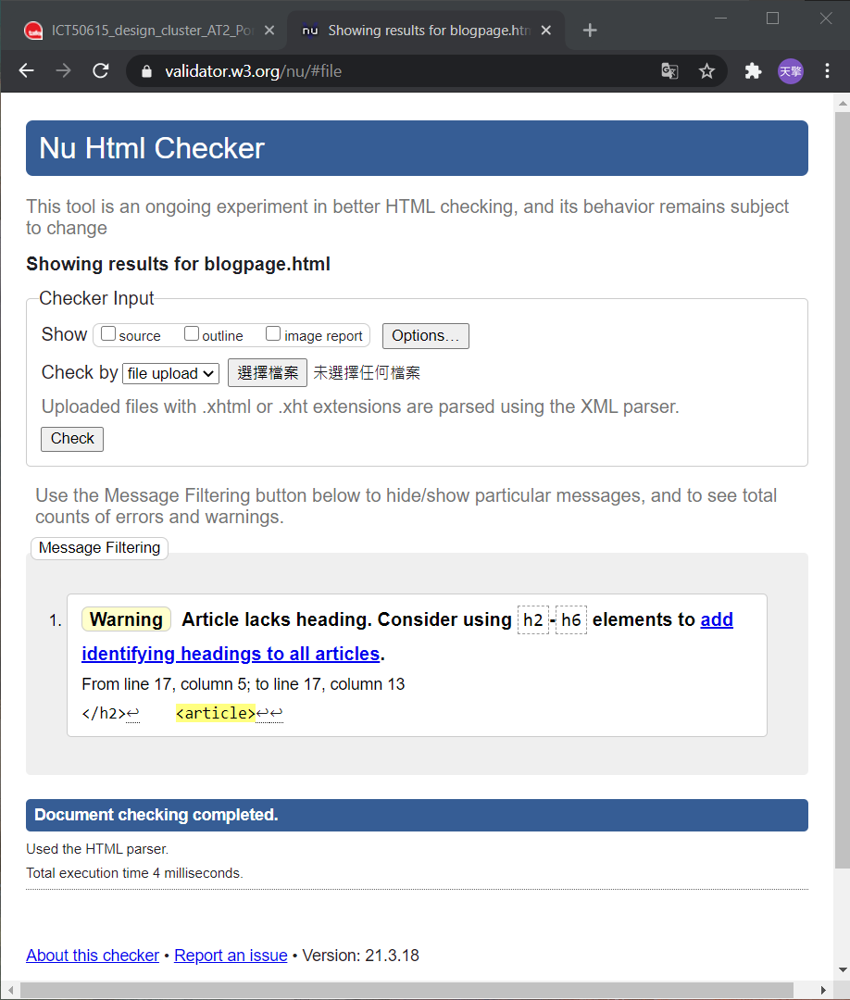 ICT50615_design_cluster_AT2_Por
Showing results for blogpage.htm
validator.w3.org/nu/#file
天擎
Nu Html Checker
This tool is an ongoing experiment in better HTML checking, and its behavior remains subject
to change
Showing results for blogpage.html
Checker Input
Show source outline image report Options…
Check by file upload 選擇檔案 未選擇任何檔案
Uploaded files with .xhtml or .xht extensions are parsed using the XML parser.
Check
Use the Message Filtering button below to hide/show particular messages, and to see total
counts of errors and warnings.
Message Filtering
1. Warning Article lacks heading. Consider using h2-h6 elements to add
identifying headings to all articles.
From line 17, column 5; to line 17, column 13
</h2>↩ <article>↩↩
Document checking completed.
Used the HTML parser.
Total execution time 4 milliseconds.
About this checker • Report an issue • Version: 21.3.18